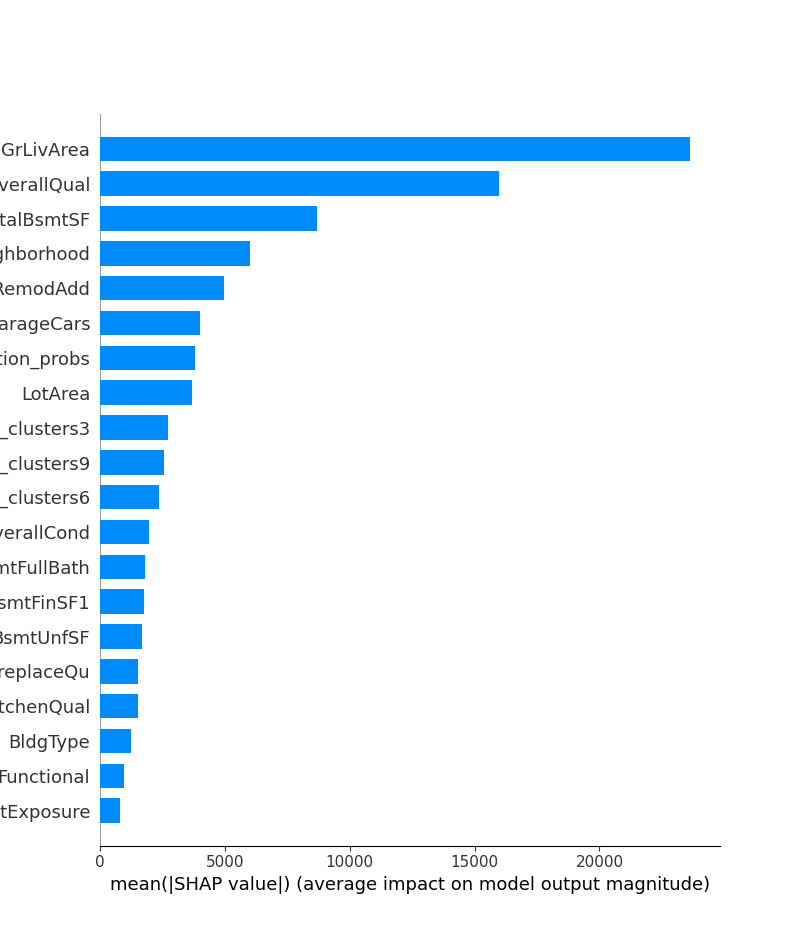 GrLivArea
verallQual
talBsmtSF
ghborhood
RemodAdd
arageCars
tion_probs
LotArea
_clusters3
_clusters9
_clusters6
verallCond
mtFullBath
smtFinSF1
BsmtUnfSF
replaceQu
tchenQual
BldgType
Functional
tExposure
0 5000 10000 15000 20000
mean(|SHAP value|) (average impact on model output magnitude)